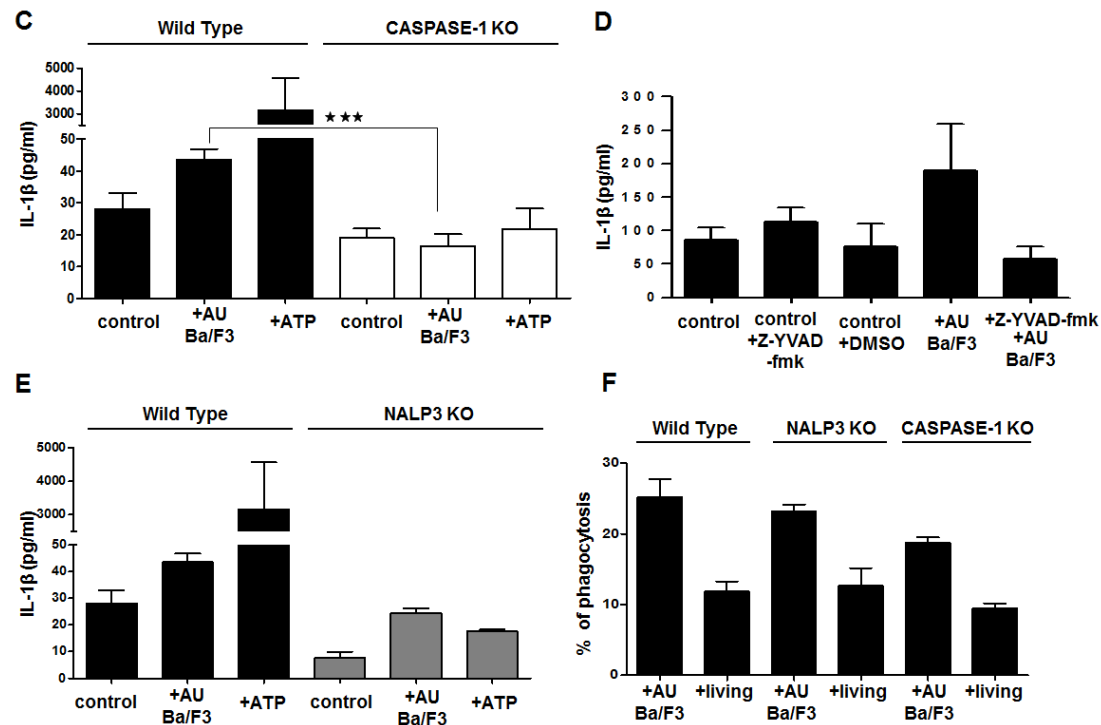 C
Wild Type CASPASE-1 KO
IL-1β (pg/ml)
5000
4000
3000
50
40
30
20
10
0
★★★
control +AU +ATP control +AU +ATP
Ba/F3 Ba/F3
D
IL-1β (pg/ml)
300
250
200
150
100
50
0
control control control +AU +Z-YVAD-fmk
+Z-YVAD +DMSO Ba/F3 +AU
-fmk Ba/F3
E
Wild Type NALP3 KO
IL-1β (pg/ml)
5000
4000
3000
50
40
30
20
10
0
control +AU +ATP control +AU +ATP
Ba/F3 Ba/F3
F
Wild Type NALP3 KO CASPASE-1 KO
% of phagocytosis
30
20
10
0
+AU +living +AU +living +AU +living
Ba/F3 Ba/F3 Ba/F3